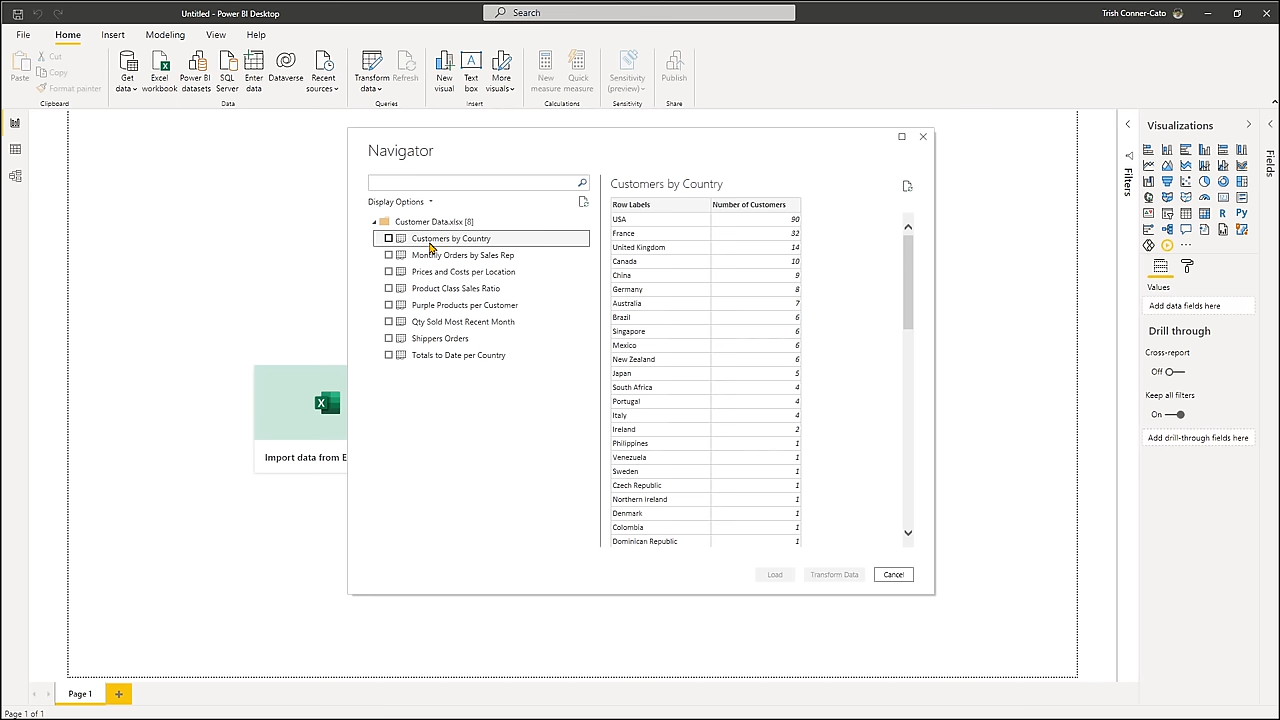 Untitled - Power BI Desktop
Search
Trish Conner-Cato
File Home Insert Modeling View Help
Paste
Cut
Copy
Format painter
Clipboard
Get data
Excel workbook
Power BI datasets
SQL Server
Enter data
Dataverse
Recent sources
Data
Transform data
Refresh
Queries
New visual
Text box
More visuals
Insert
New measure
Quick measure
Calculations
Sensitivity (preview)
Sensitivity
Publish
Share
Navigator
Display Options
Customer Data.xlsx [8]
Customers by Country
Monthly Orders by Sales Rep
Prices and Costs per Location
Product Class Sales Ratio
Purple Products per Customer
Qty Sold Most Recent Month
Shippers Orders
Totals to Date per Country
Customers by Country
Row Labels Number of Customers
USA 90
France 32
United Kingdom 14
Canada 10
China 9
Germany 8
Australia 7
Brazil 6
Singapore 6
Mexico 6
New Zealand 6
Japan 5
South Africa 4
Portugal 4
Italy 4
Ireland 2
Philippines 1
Venezuela 1
Sweden 1
Czech Republic 1
Northern Ireland 1
Denmark 1
Colombia 1
Dominican Republic 1
Load
Transform Data
Cancel
Import data from E
Filters
Visualizations
R Py
Values
Add data fields here
Drill through
Cross-report
Off
Keep all filters
On
Add drill-through fields here
Fields
Page 1
Page 1 of 1